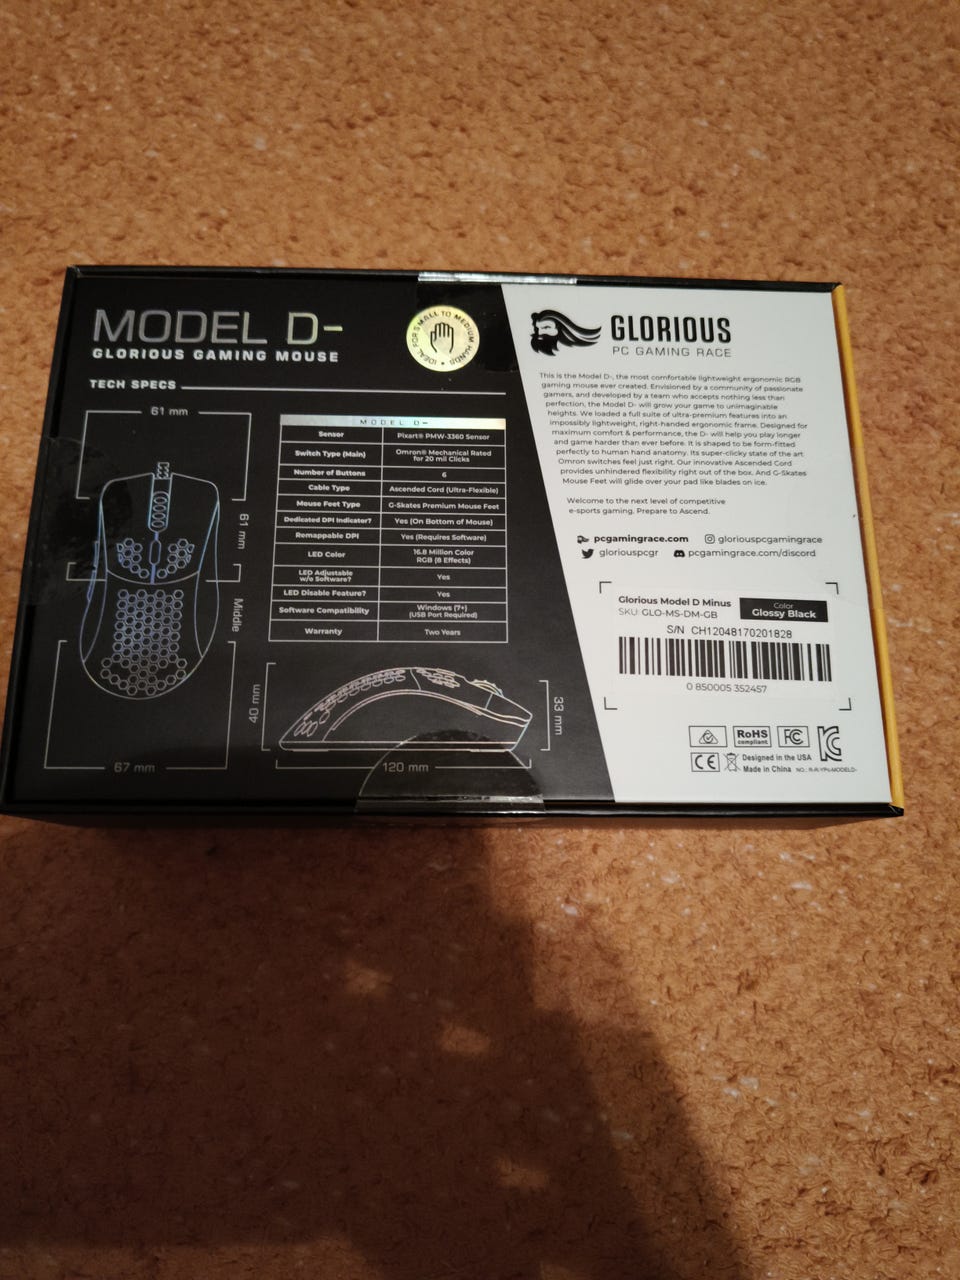 MODEL D-
GLORIOUS GAMING MOUSE
IDEAL FOR SMALL TO MEDIUM HANDS
TECH SPECS
61 mm
61 mm
Middle
67 mm
MODEL D-
Sensor Pixart® PMW-3360 Sensor
Switch Type (Main) Omron® Mechanical Rated
for 20 mil Clicks
Number of Buttons 6
Cable Type Ascended Cord (Ultra-Flexible)
Mouse Feet Type G-Skates Premium Mouse Feet
Dedicated DPI Indicator? Yes (On Bottom of Mouse)
Remappable DPI Yes (Requires Software)
LED Color 16.8 Million Color
RGB (8 Effects)
LED Adjustable
w/o Software? Yes
LED Disable Feature? Yes
Software Compatibility Windows (7+)
(USB Port Required)
Warranty Two Years
40 mm
33 mm
120 mm
GLORIOUS
PC GAMING RACE
This is the Model D-, the most comfortable lightweight ergonomic RGB
gaming mouse ever created. Envisioned by a community of passionate
gamers, and developed by a team who accepts nothing less than
perfection, the Model D- will grow your game to unimaginable
heights. We loaded a full suite of ultra-premium features into an
impossibly lightweight, right-handed ergonomic frame. Designed for
maximum comfort & performance, the D- will help you play longer
and game harder than ever before. It is shaped to be form-fitted
perfectly to human hand anatomy. Its super-clicky state of the art
Omron switches feel just right. Our innovative Ascended Cord
provides unhindered flexibility right out of the box. And G-Skates
Mouse Feet will glide over your pad like blades on ice.
Welcome to the next level of competitive
e-sports gaming. Prepare to Ascend.
pcgamingrace.com gloriouspcgamingrace
gloriouspcgr pcgamingrace.com/discord
Glorious Model D Minus
SKU: GLO-MS-DM-GB
Color
Glossy Black
S/N CH12048170201828
0 850005 352457
RoHS
compliant
FC
CE
Designed in the USA
Made in China